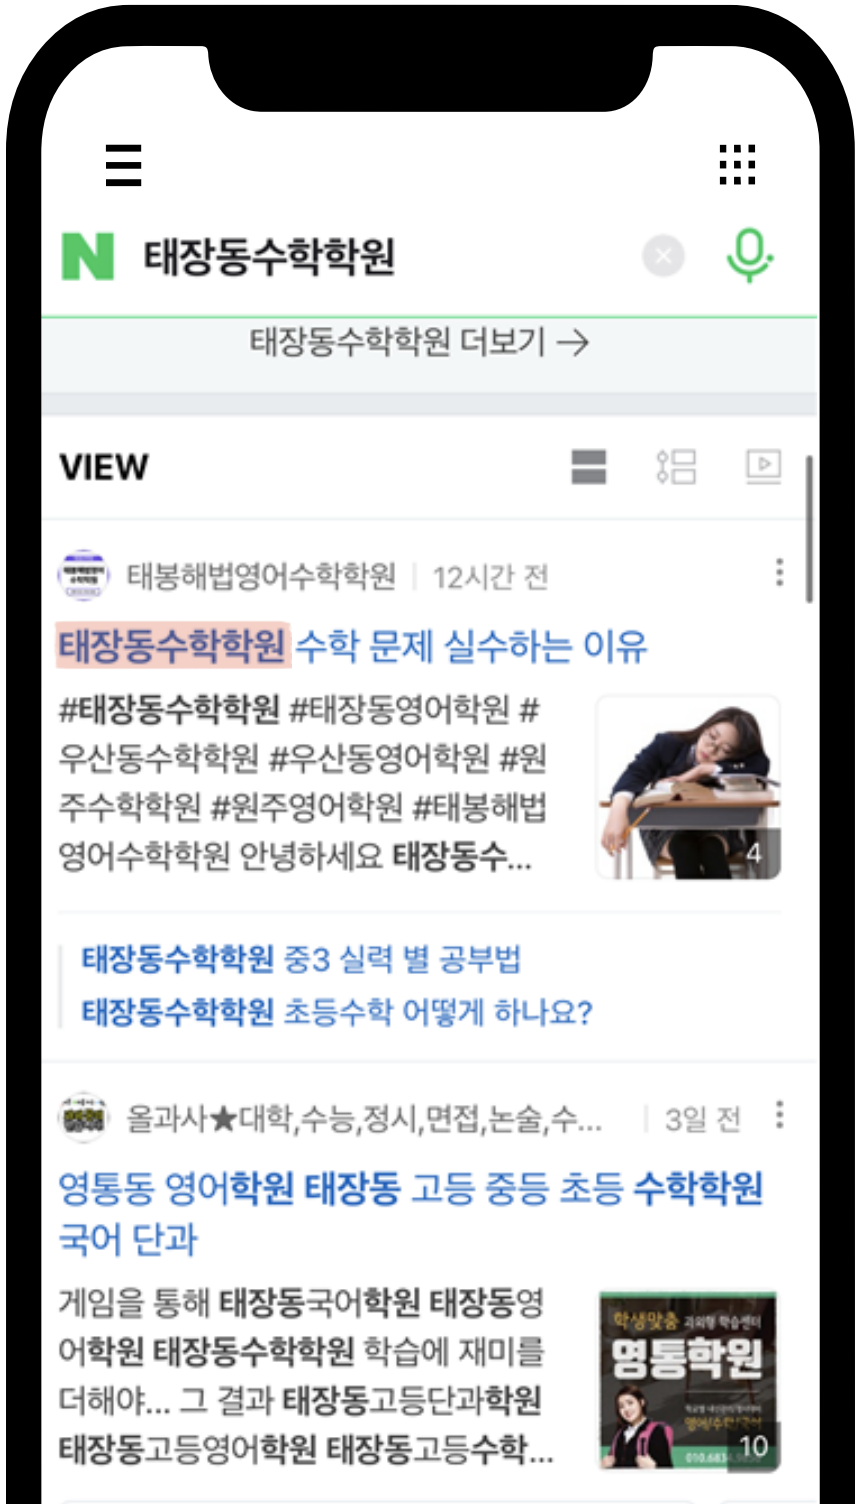 N 태장동수학학원
태장동수학학원 더보기 →
VIEW
태봉해법영어수학학원 | 12시간 전
태장동수학학원 수학 문제 실수하는 이유
#태장동수학학원 #태장동영어학원 #
우산동수학학원 #우산동영어학원 #원
주수학학원 #원주영어학원 #태봉해법
영어수학학원 안녕하세요 태장동수...
4
태장동수학학원 중3 실력 별 공부법
태장동수학학원 초등수학 어떻게 하나요?
올과사★대학,수능,정시,면접,논술,수... | 3일 전
영통동 영어학원 태장동 고등 중등 초등 수학학원
국어 단과
게임을 통해 태장동국어학원 태장동영
어학원 태장동수학학원 학습에 재미를
더해야... 그 결과 태장동고등단과학원
태장동고등영어학원 태장동고등수학...
학생맞춤 과외형 학습센터
영통학원
영어/수학/국어
10